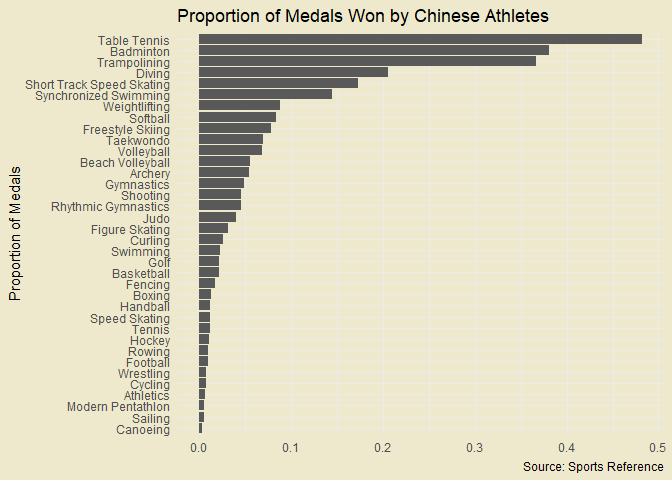 Proportion of Medals Won by Chinese Athletes
Proportion of Medals
Table Tennis
Badminton
Trampolining
Diving
Short Track Speed Skating
Synchronized Swimming
Weightlifting
Softball
Freestyle Skiing
Taekwondo
Volleyball
Beach Volleyball
Archery
Gymnastics
Shooting
Rhythmic Gymnastics
Judo
Figure Skating
Curling
Swimming
Golf
Basketball
Fencing
Boxing
Handball
Speed Skating
Tennis
Hockey
Rowing
Football
Wrestling
Cycling
Athletics
Modern Pentathlon
Sailing
Canoeing
0.0 0.1 0.2 0.3 0.4 0.5
Source: Sports Reference